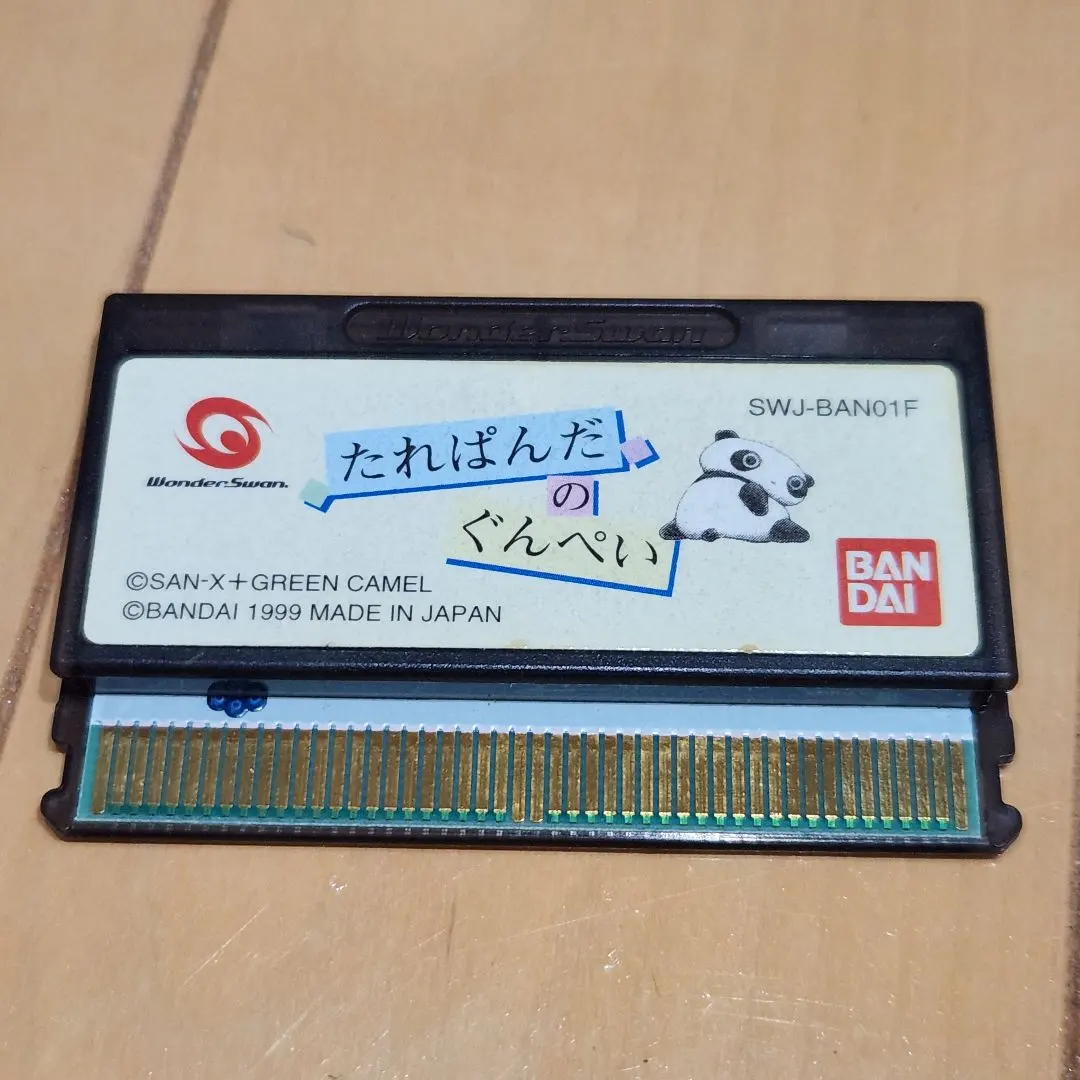 WonderSwan
SWJ-BAN01F
WonderSwan.
たれぱんだ
の
ぐんぺい
BAN
DAI
©SAN-X+GREEN CAMEL
©BANDAI 1999 MADE IN JAPAN